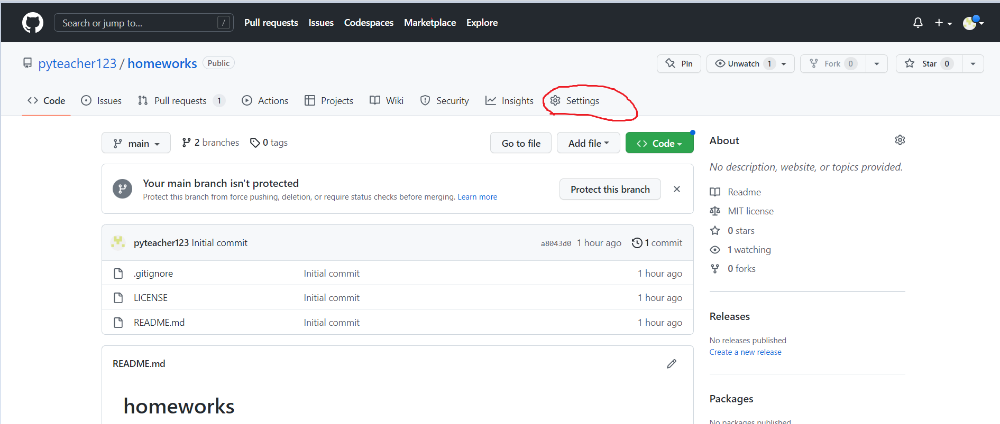 Search or jump to... / Pull requests Issues Codespaces Marketplace Explore
pyteacher123 / homeworks Public Pin Unwatch 1 Fork 0 Star 0
Code Issues Pull requests 1 Actions Projects Wiki Security Insights Settings
main 2 branches 0 tags Go to file Add file Code
Your main branch isn't protected
Protect this branch from force pushing, deletion, or require status checks before merging. Learn more
Protect this branch
pyteacher123 Initial commit a8043d0 1 hour ago 1 commit
.gitignore Initial commit 1 hour ago
LICENSE Initial commit 1 hour ago
README.md Initial commit 1 hour ago
README.md
homeworks
About
No description, website, or topics provided.
Readme
MIT license
0 stars
1 watching
0 forks
Releases
No releases published
Create a new release
Packages
No packages published